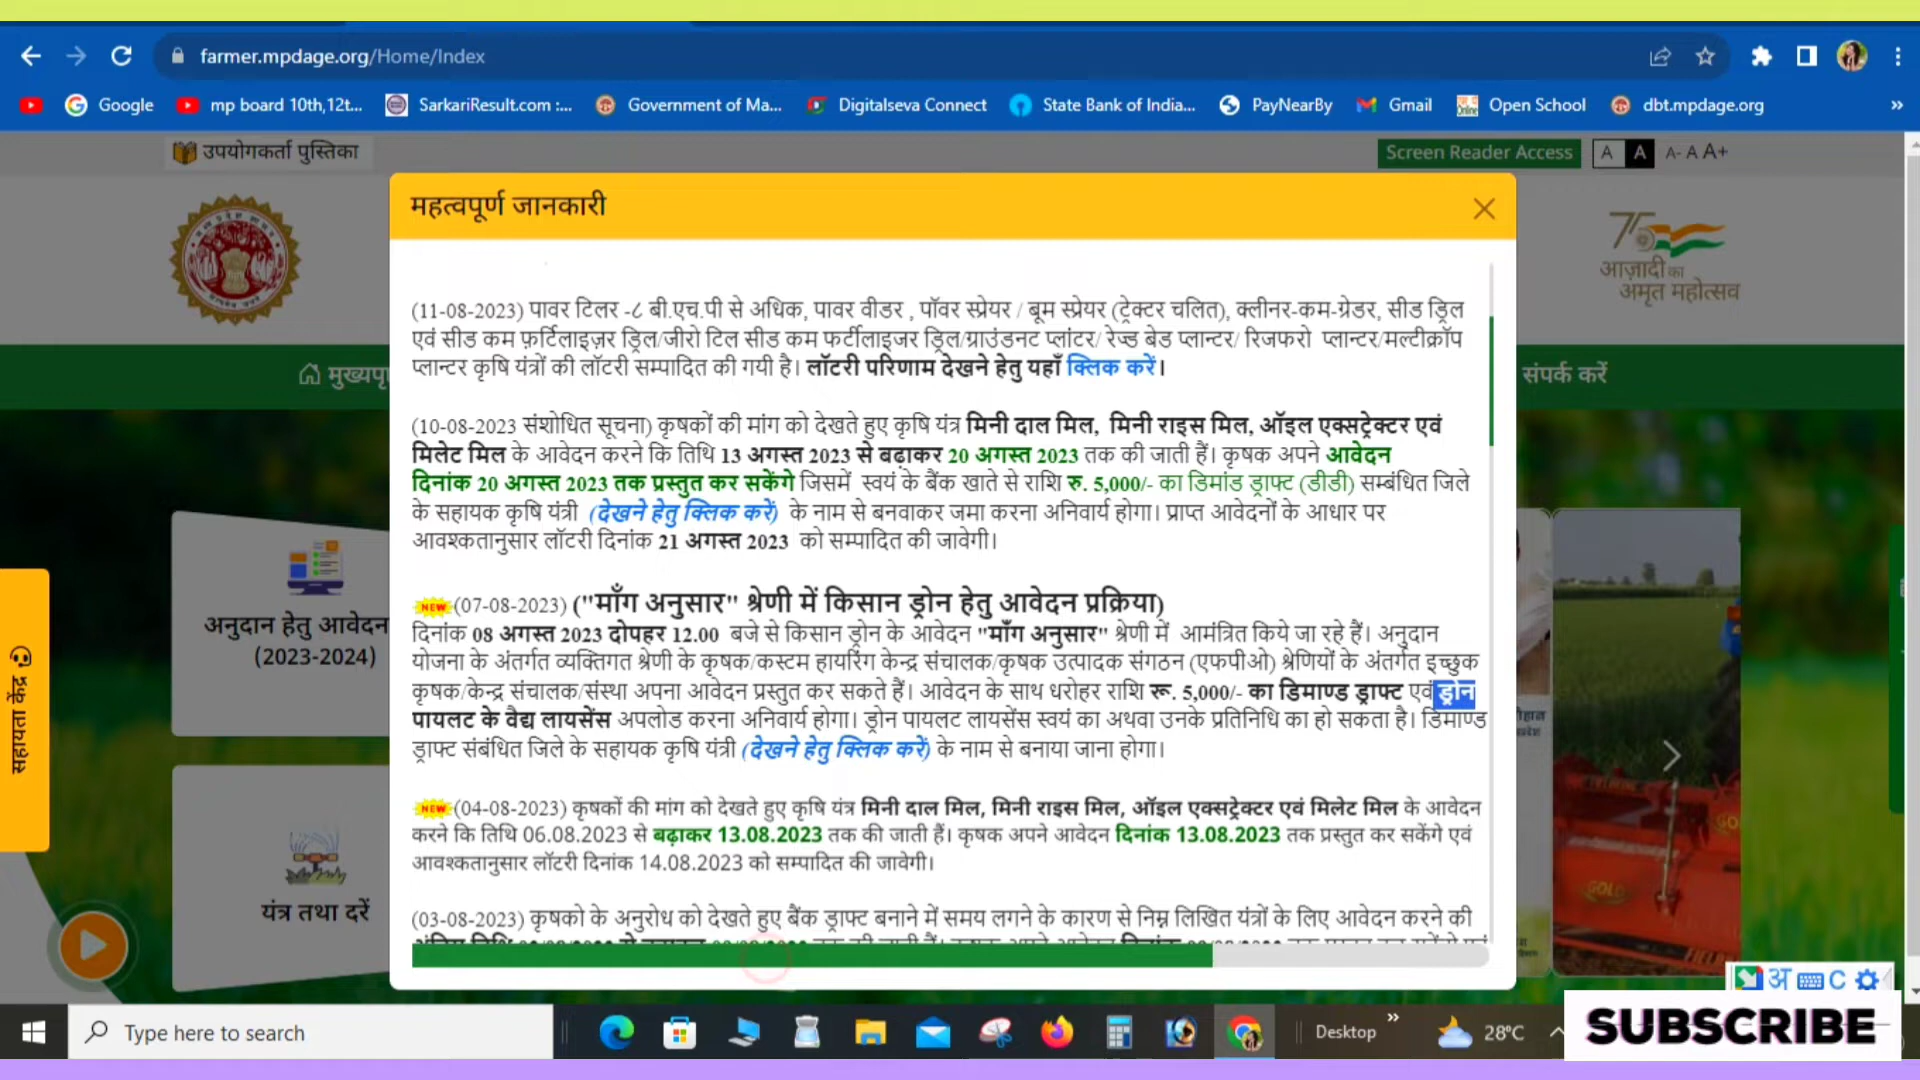 farmer.mpdage.org/Home/Index
Google
mp board 10th,12t...
SarkariResult.com :...
Government of Ma...
Digitalseva Connect
State Bank of India...
PayNearBy
Gmail
Open School
dbt.mpdage.org
»
उपयोगकर्ता पुस्तिका
Screen Reader Access
A A A- A A+
महत्वपूर्ण जानकारी
75
आज़ादी का
अमृत महोत्सव
संपर्क करें
(11-08-2023) पावर टिलर -८ बी.एच.पी से अधिक, पावर वीडर , पॉवर स्प्रेयर / बूम स्प्रेयर (ट्रेक्टर चलित), क्लीनर-कम-ग्रेडर, सीड ड्रिल
एवं सीड कम फ़र्टिलाइज़र ड्रिल/जीरो टिल सीड कम फर्टीलाइजर ड्रिल/ग्राउंडनट प्लांटर/ रेज्ड बेड प्लान्टर/ रिजफरो प्लान्टर/मल्टीक्रॉप
प्लान्टर कृषि यंत्रों की लॉटरी सम्पादित की गयी है। लॉटरी परिणाम देखने हेतु यहाँ क्लिक करें।
(10-08-2023 संशोधित सूचना) कृषकों की मांग को देखते हुए कृषि यंत्र मिनी दाल मिल, मिनी राइस मिल, ऑइल एक्सट्रेक्टर एवं
मिलेट मिल के आवेदन करने कि तिथि 13 अगस्त 2023 से बढ़ाकर 20 अगस्त 2023 तक की जाती हैं। कृषक अपने आवेदन
दिनांक 20 अगस्त 2023 तक प्रस्तुत कर सकेंगे जिसमें स्वयं के बैंक खाते से राशि रु. 5,000/- का डिमांड ड्राफ्ट (डीडी) सम्बंधित जिले
के सहायक कृषि यंत्री (देखने हेतु क्लिक करें) के नाम से बनवाकर जमा करना अनिवार्य होगा। प्राप्त आवेदनों के आधार पर
आवश्कतानुसार लॉटरी दिनांक 21 अगस्त 2023 को सम्पादित की जावेगी।
NEW (07-08-2023) ("माँग अनुसार" श्रेणी में किसान ड्रोन हेतु आवेदन प्रक्रिया)
दिनांक 08 अगस्त 2023 दोपहर 12.00 बजे से किसान ड्रोन के आवेदन "माँग अनुसार" श्रेणी में आमंत्रित किये जा रहे हैं। अनुदान
योजना के अंतर्गत व्यक्तिगत श्रेणी के कृषक/कस्टम हायरिंग केन्द्र संचालक/कृषक उत्पादक संगठन (एफपीओ) श्रेणियों के अंतर्गत इच्छुक
कृषक/केन्द्र संचालक/संस्था अपना आवेदन प्रस्तुत कर सकते हैं। आवेदन के साथ धरोहर राशि रू. 5,000/- का डिमाण्ड ड्राफ्ट एवं ड्रोन
पायलट के वैद्य लायसेंस अपलोड करना अनिवार्य होगा। ड्रोन पायलट लायसेंस स्वयं का अथवा उनके प्रतिनिधि का हो सकता है। डिमाण्ड
ड्राफ्ट संबंधित जिले के सहायक कृषि यंत्री (देखने हेतु क्लिक करें) के नाम से बनाया जाना होगा।
NEW (04-08-2023) कृषकों की मांग को देखते हुए कृषि यंत्र मिनी दाल मिल, मिनी राइस मिल, ऑइल एक्सट्रेक्टर एवं मिलेट मिल के आवेदन
करने कि तिथि 06.08.2023 से बढ़ाकर 13.08.2023 तक की जाती हैं। कृषक अपने आवेदन दिनांक 13.08.2023 तक प्रस्तुत कर सकेंगे एवं
आवश्कतानुसार लॉटरी दिनांक 14.08.2023 को सम्पादित की जावेगी।
(03-08-2023) कृषको के अनुरोध को देखते हुए बैंक ड्राफ्ट बनाने में समय लगने के कारण से निम्न लिखित यंत्रों के लिए आवेदन करने की
अनुदान हेतु आवेदन
(2023-2024)
यंत्र तथा दरें
सहायता केंद्र
GOLD
अ C
Type here to search
Desktop
»
28°C
SUBSCRIBE